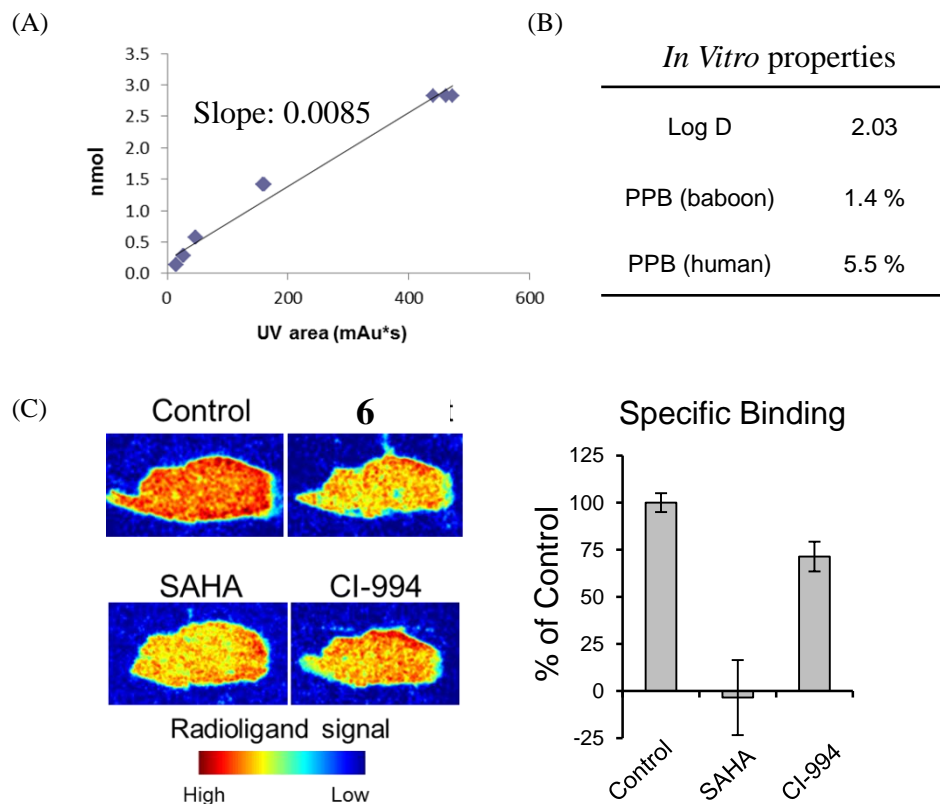 (A)
3.5
3.0
2.5
2.0
1.5
1.0
0.5
0.0
nmol
Slope: 0.0085
0 200 400 600
UV area (mAu*s)
(B)
In Vitro properties
Log D 2.03
PPB (baboon) 1.4 %
PPB (human) 5.5 %
(C)
Control 6
SAHA CI-994
Radioligand signal
High Low
Specific Binding
125
100
75
50
25
0
-25
% of Control
Control SAHA CI-994